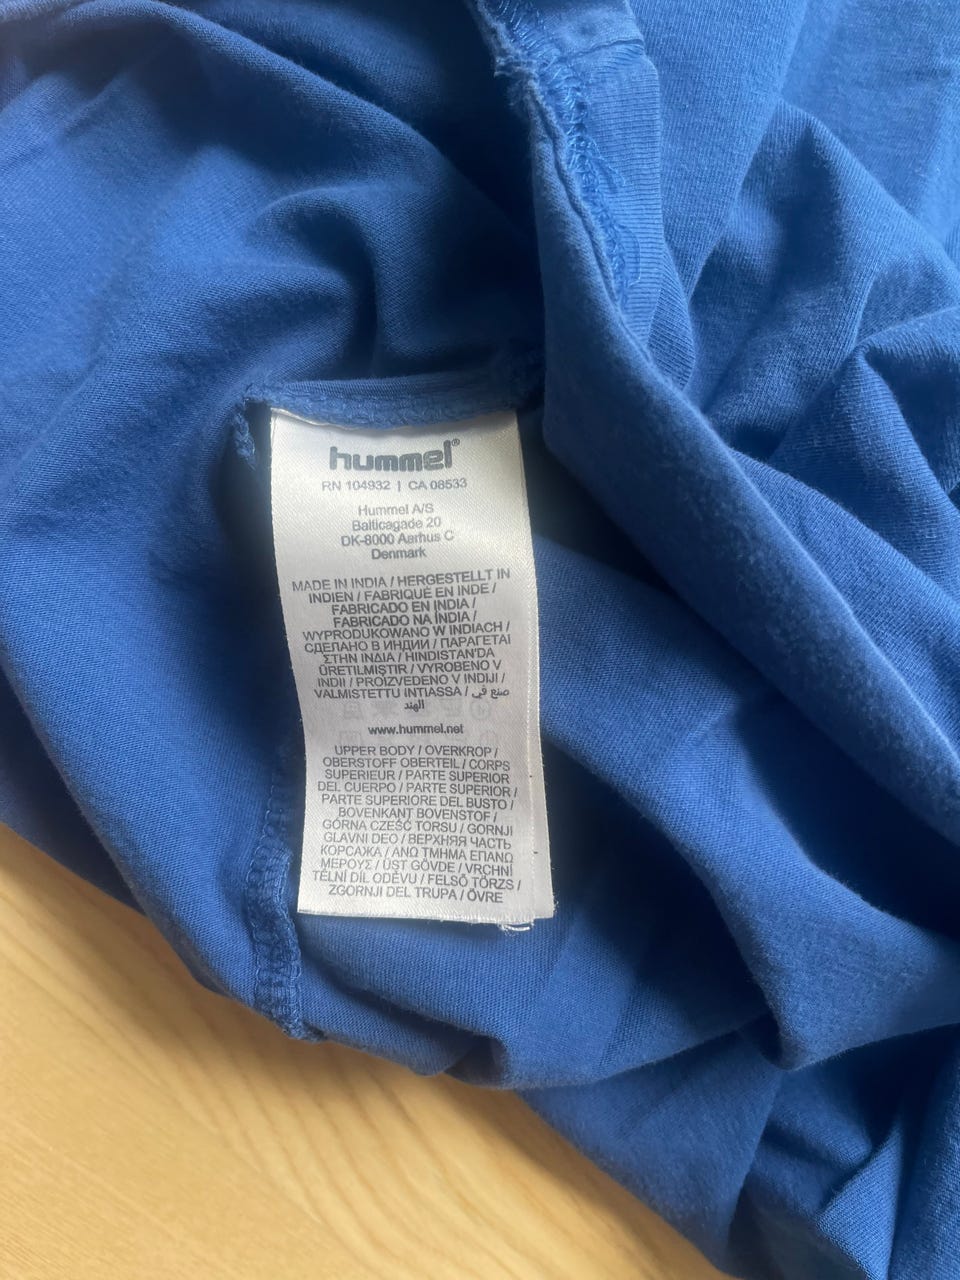 hummel®
RN 104932 | CA 08533
Hummel A/S
Balticagade 20
DK-8000 Aarhus C
Denmark
MADE IN INDIA / HERGESTELLT IN
INDIEN / FABRIQUÉ EN INDE /
FABRICADO EN INDIA /
FABRICADO NA ÍNDIA /
WYPRODUKOWANO W INDIACH /
СДЕЛАНО В ИНДИИ / ΠΑΡΑΓΕΤΑΙ
ΣΤΗΝ ΙΝΔΙΑ / HINDISTAN'DA
ÜRETILMIŞTIR / VYROBENO V
INDII / PROIZVEDENO V INDIJI /
VALMISTETTU INTIASSA / صنع في
الهند
www.hummel.net
UPPER BODY / OVERKROP /
OBERSTOFF OBERTEIL / CORPS
SUPERIEUR / PARTE SUPERIOR
DEL CUERPO / PARTE SUPERIOR /
PARTE SUPERIORE DEL BUSTO /
BOVENKANT BOVENSTOF /
GÓRNA CZEŚĆ TORSU / GORNJI
GLAVNI DEO / ВЕРХНЯЯ ЧАСТЬ
КОРСАЖА / ΑΝΩ ΤΜΗΜΑ ΕΠΑΝΩ
ΜΕΡΟΥΣ / ÜST GÖVDE / VRCHNÍ
TĚLNÍ DÍL ODĚVU / FELSŐ TÖRZS /
ZGORNJI DEL TRUPA / ÖVRE